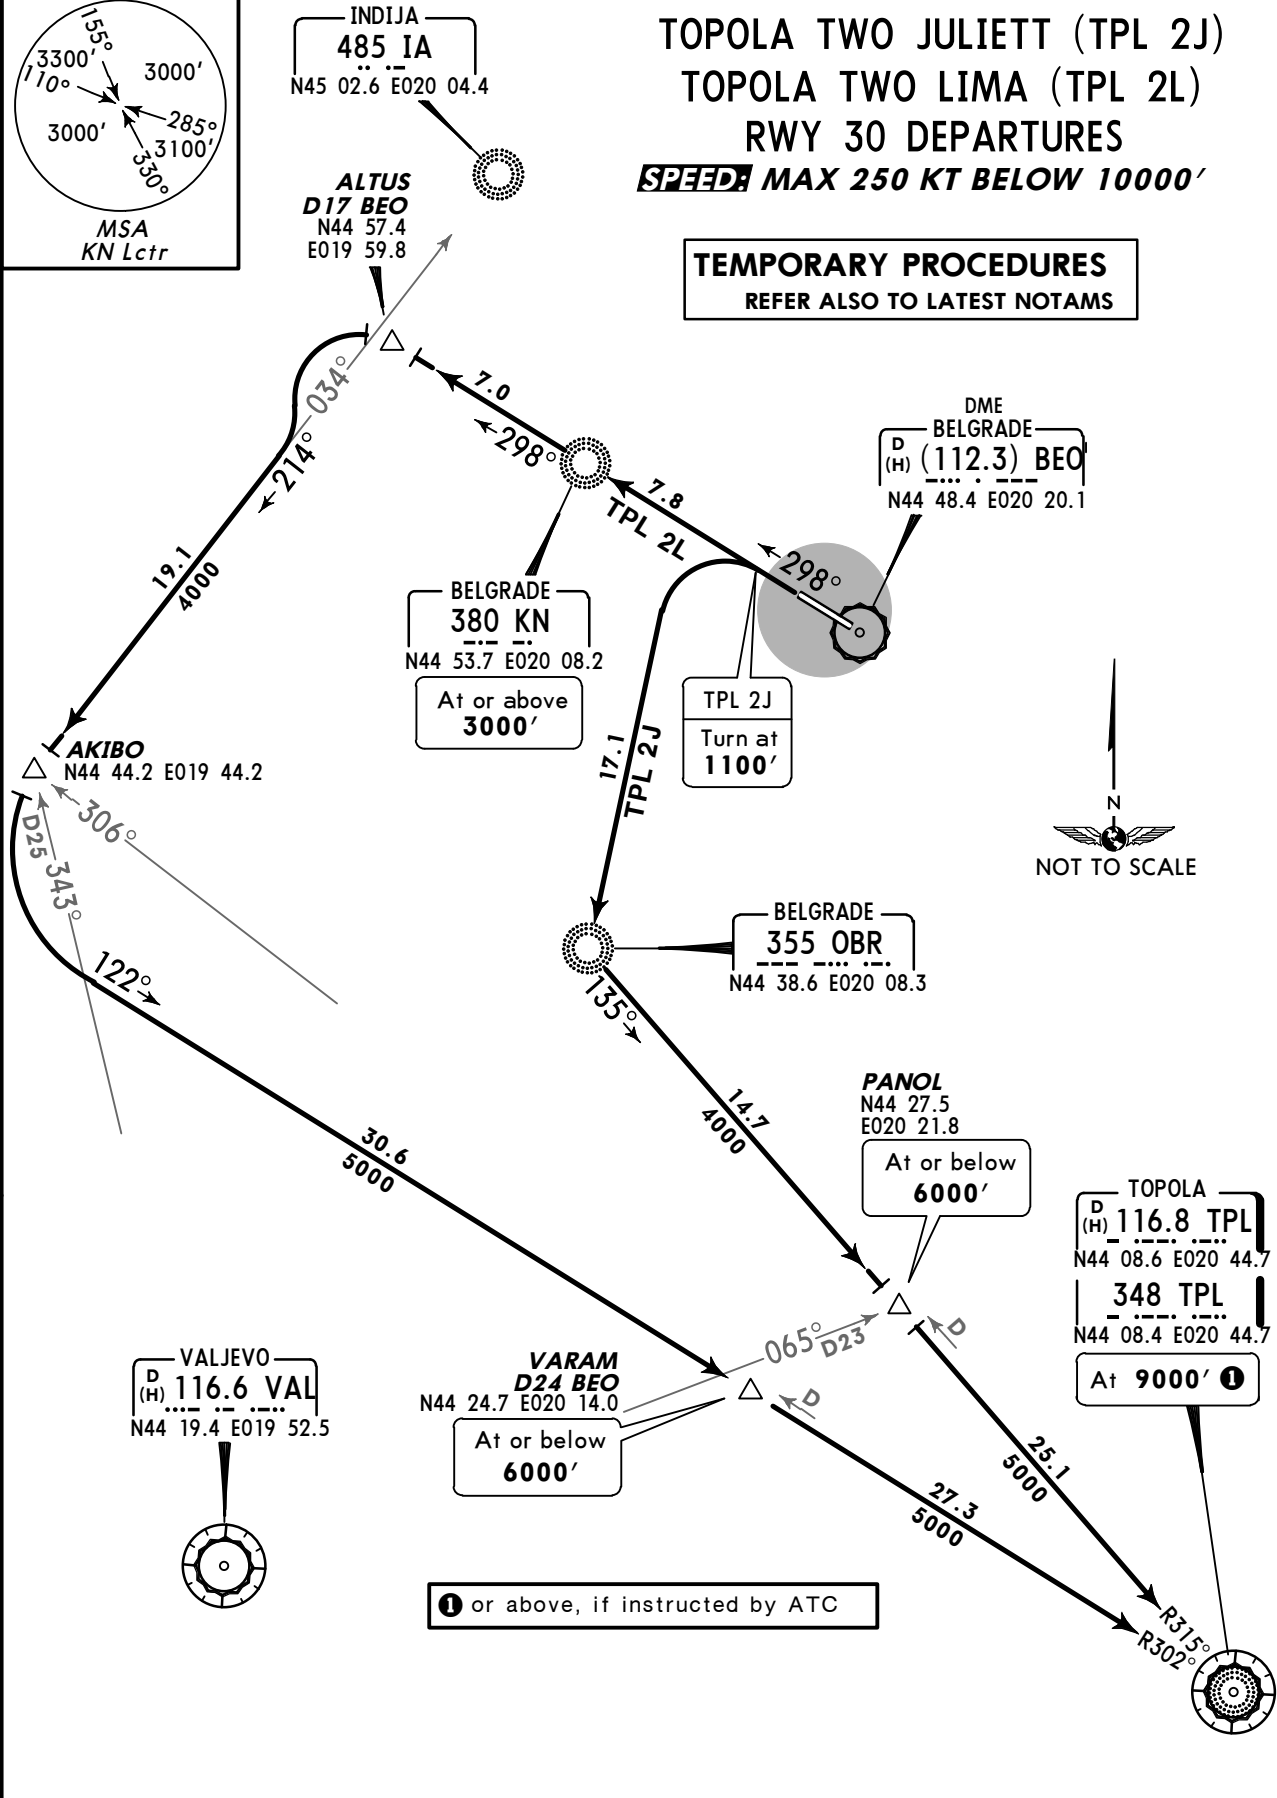 TOPOLA TWO JULIETT (TPL 2J)
TOPOLA TWO LIMA (TPL 2L)
RWY 30 DEPARTURES
SPEED: MAX 250 KT BELOW 10000'
TEMPORARY PROCEDURES
REFER ALSO TO LATEST NOTAMS
155°
3300'
110°
3000'
3000'
285°
3100'
330°
MSA
KN Lctr
INDIJA
485 IA
N45 02.6 E020 04.4
ALTUS
D17 BEO
N44 57.4
E019 59.8
034°
214°
19.1
4000
7.0
298°
7.8
TPL 2L
298°
DME
BELGRADE
D
(H) (112.3) BEO
N44 48.4 E020 20.1
BELGRADE
380 KN
N44 53.7 E020 08.2
At or above
3000'
TPL 2J
Turn at
1100'
17.1
TPL 2J
AKIBO
N44 44.2 E019 44.2
306°
D25
343°
122°
N
NOT TO SCALE
BELGRADE
355 OBR
N44 38.6 E020 08.3
135°
14.7
4000
30.6
5000
PANOL
N44 27.5
E020 21.8
At or below
6000'
TOPOLA
D
(H) 116.8 TPL
N44 08.6 E020 44.7
348 TPL
N44 08.4 E020 44.7
At 9000' 1
065°
D23
D
VARAM
D24 BEO
N44 24.7 E020 14.0
At or below
6000'
D
VALJEVO
D
(H) 116.6 VAL
N44 19.4 E019 52.5
25.1
5000
27.3
5000
1 or above, if instructed by ATC
R315°
R302°